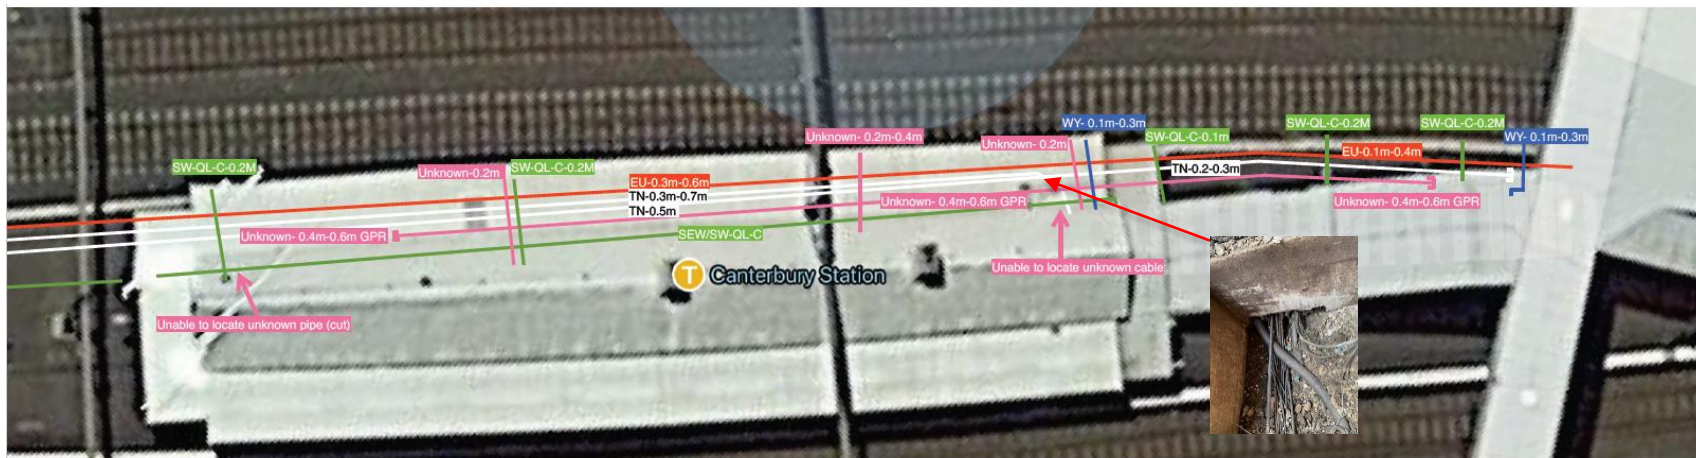 Unknown- 0.2m-0.4m
WY- 0.1m-0.3m
SW-QL-C-0.2M
SW-QL-C-0.2M
SW-QL-C-0.1m
WY- 0.1m-0.3m
Unknown- 0.2m
EU-0.1m-0.4m
SW-QL-C-0.2M
Unknown-0.2m
SW-QL-C-0.2M
TN-0.2-0.3m
EU-0.3m-0.6m
TN-0.3m-0.7m
TN-0.5m
Unknown- 0.4m-0.6m GPR
Unknown- 0.4m-0.6m GPR
Unknown- 0.4m-0.6m GPR
SEW/SW-QL-C
Unable to locate unknown cable
T Canterbury Station
Unable to locate unknown pipe (cut)